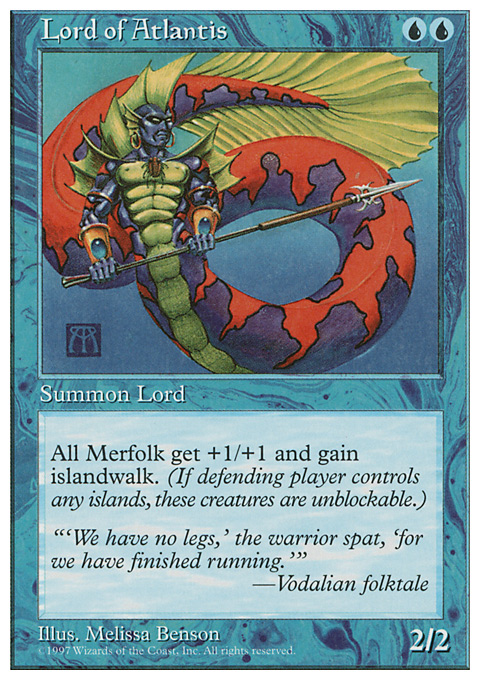 Lord of Atlantis
Summon Lord
All Merfolk get +1/+1 and gain
islandwalk. (If defending player controls
any islands, these creatures are unblockable.)
“‘We have no legs,’ the warrior spat, ‘for
we have finished running.’”
—Vodalian folktale
Illus. Melissa Benson
2/2
©1997 Wizards of the Coast, Inc. All rights reserved.